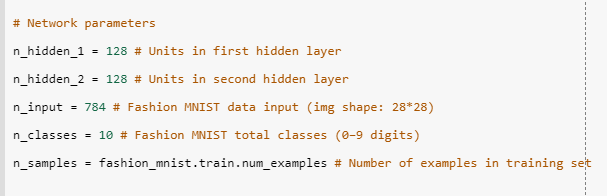 # Network parameters
n_hidden_1 = 128 # Units in first hidden layer
n_hidden_2 = 128 # Units in second hidden layer
n_input = 784 # Fashion MNIST data input (img shape: 28*28)
n_classes = 10 # Fashion MNIST total classes (0–9 digits)
n_samples = fashion_mnist.train.num_examples # Number of examples in training set